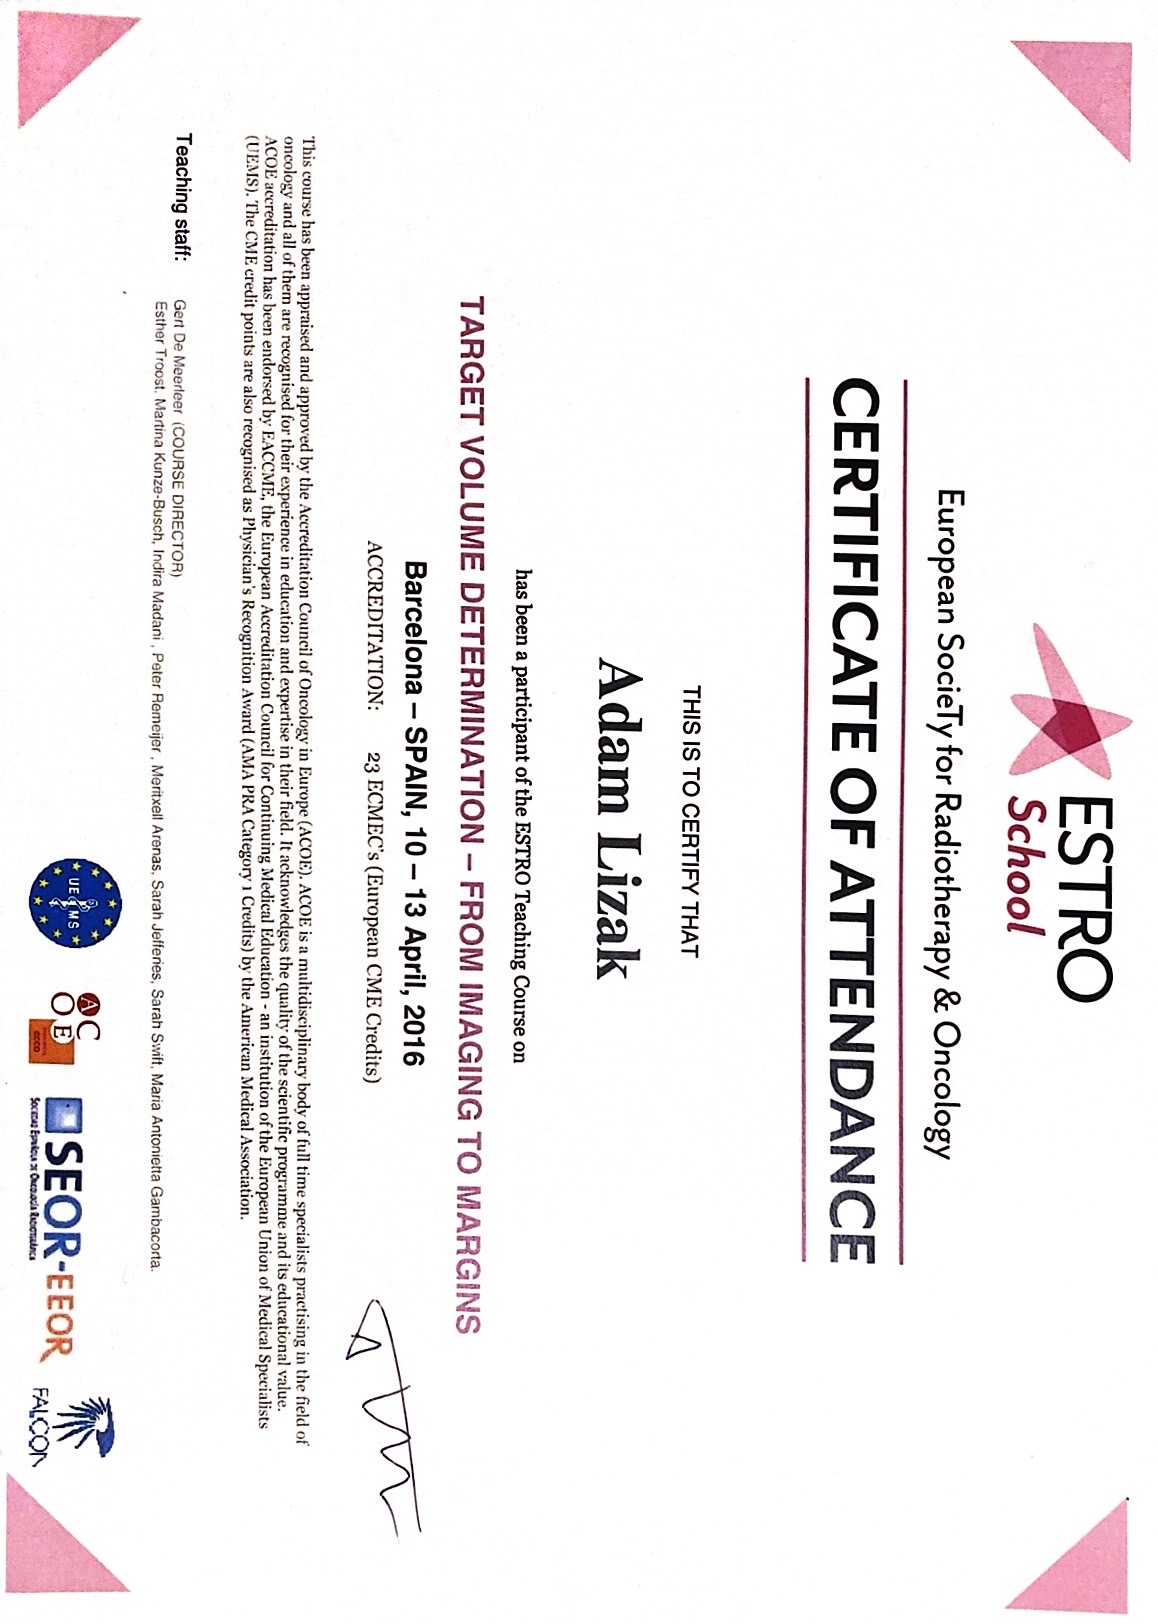 ESTRO
School
European SocieTy for Radiotherapy & Oncology
CERTIFICATE OF ATTENDANCE
THIS IS TO CERTIFY THAT
Adam Lizak
has been a participant of the ESTRO Teaching Course on
TARGET VOLUME DETERMINATION – FROM IMAGING TO MARGINS
Barcelona – SPAIN, 10 – 13 April, 2016
ACCREDITATION: 23 ECMEC's (European CME Credits)
This course has been appraised and approved by the Accreditation Council of Oncology in Europe (ACOE). ACOE is a multidisciplinary body of full time specialists practising in the field of
oncology and all of them are recognised for their experience in education and expertise in their field. It acknowledges the quality of the scientific programme and its educational value.
ACOE accreditation has been endorsed by EACCME, the European Accreditation Council for Continuing Medical Education - an institution of the European Union of Medical Specialists
(UEMS). The CME credit points are also recognised as Physician's Recognition Award (AMA PRA Category 1 Credits) by the American Medical Association.
Teaching staff: Gert De Meerleer (COURSE DIRECTOR)
Esther Troost, Martina Kunze-Busch, Indira Madani , Peter Remeijer , Meritxell Arenas, Sarah Jefferies, Sarah Swift, Maria Antonietta Gambacorta.
UEMS
AC
OE
ecco
SEOR-EEOR
Sociedad Española de Oncología Radioterápica
FALCON